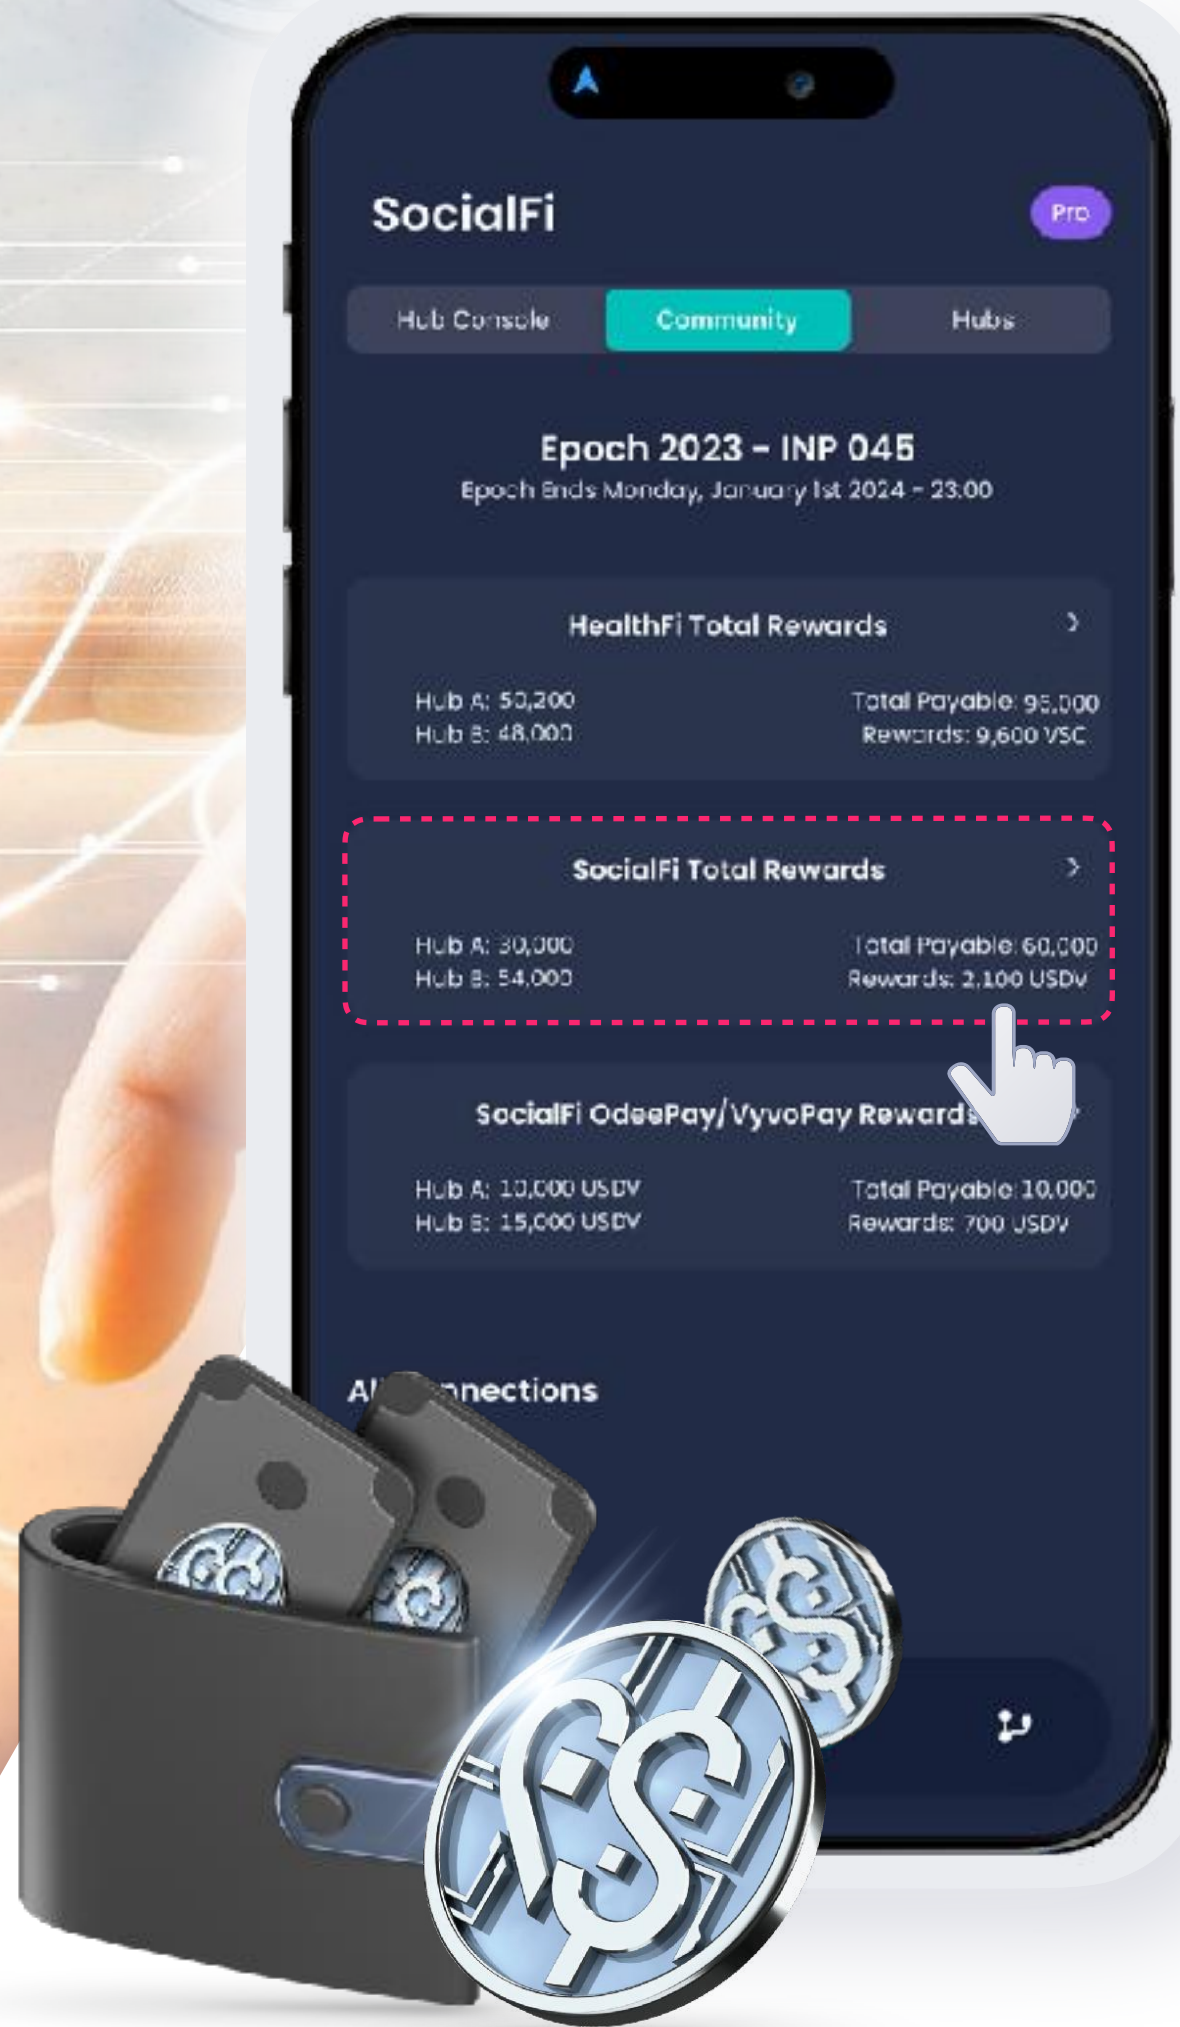 SocialFi
Pro
Hub Console
Community
Hubs
Epoch 2023 - INP 045
Epoch Ends Monday, January 1st 2024 - 23:00
HealthFi Total Rewards
Hub A: 50,200
Total Payable: 96,000
Hub B: 48,000
Rewards: 9,600 VSC
SocialFi Total Rewards
Hub A: 30,000
Total Payable: 60,000
Hub B: 54,000
Rewards: 2,100 USDV
SocialFi OdeePay/VyvoPay Rewards
Hub A: 10,000 USDV
Total Payable: 10,000
Hub B: 15,000 USDV
Rewards: 700 USDV
nnections